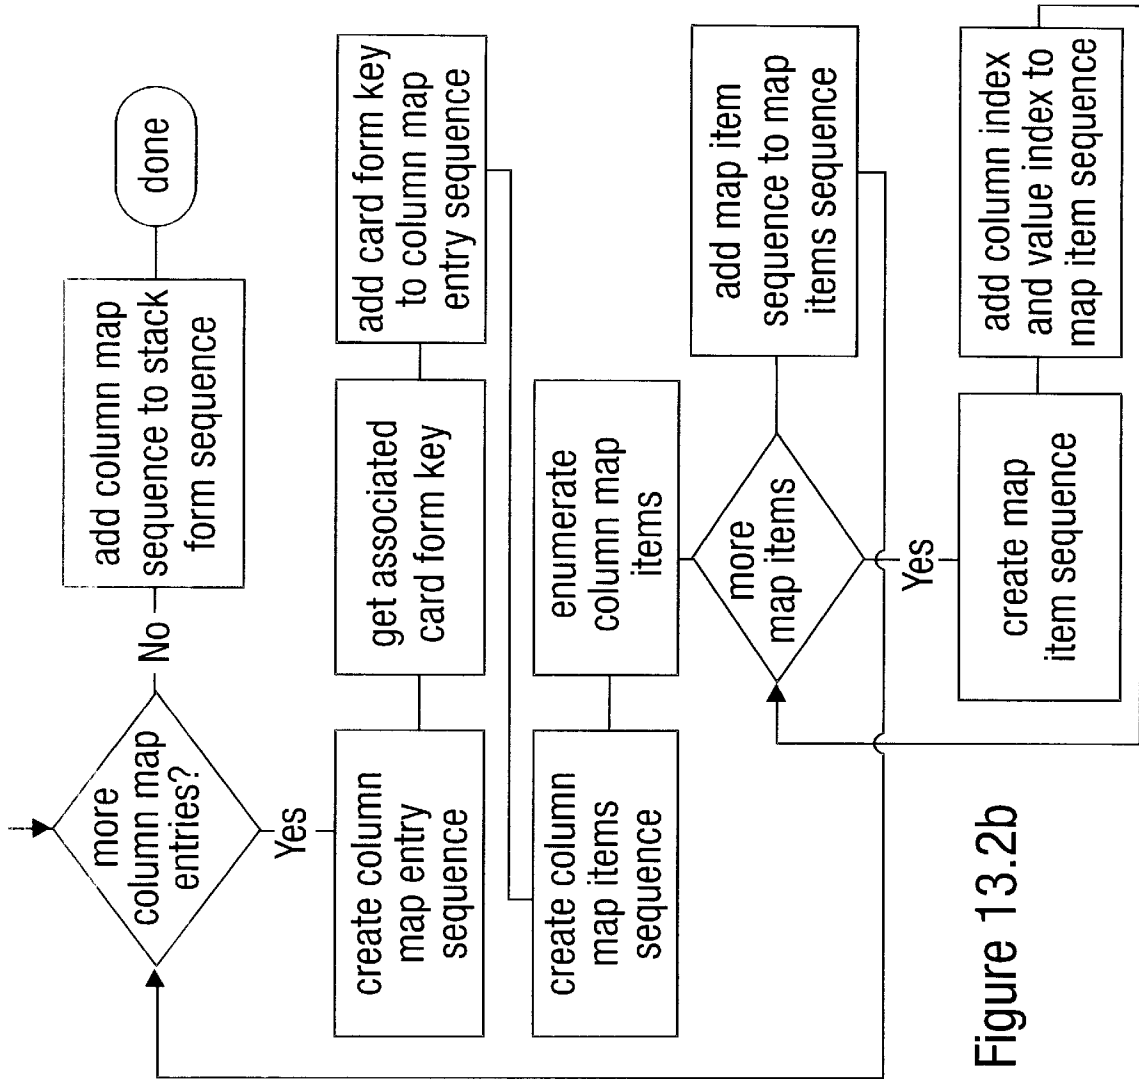 more
column map
entries?
No
add column map
sequence to stack
form sequence
done
Yes
create column
map entry
sequence
get associated
card form key
add card form key
to column map
entry sequence
create column
map items
sequence
enumerate
column map
items
more
map items
add map item
sequence to map
items sequence
Yes
create map
item sequence
add column index
and value index to
map item sequence
Figure 13.2b